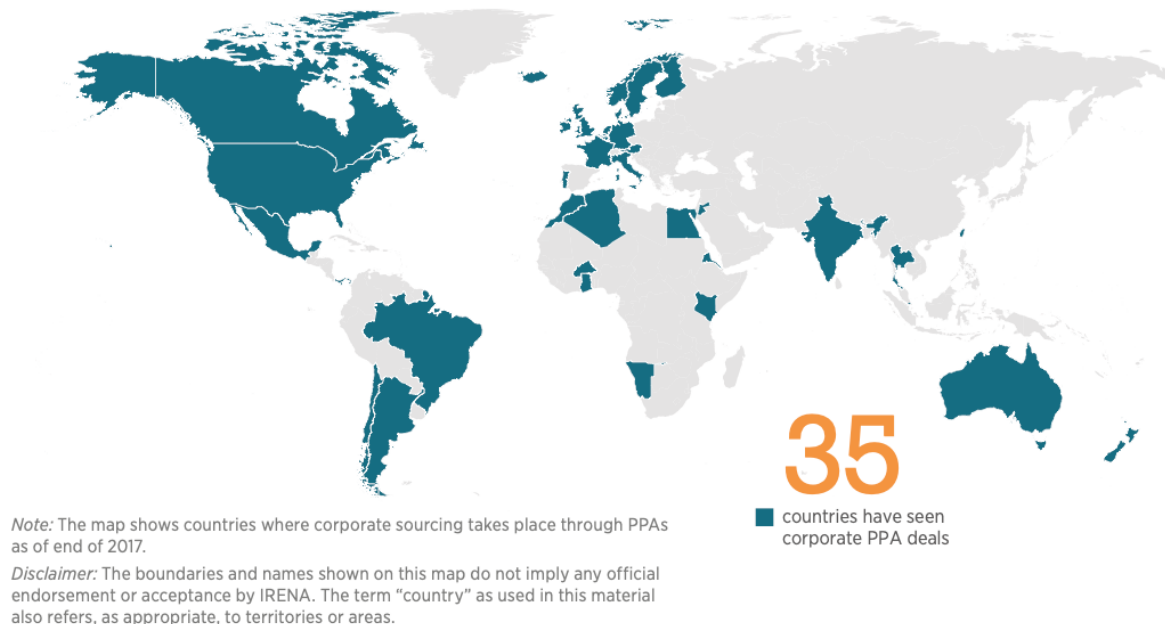 35
countries have seen
corporate PPA deals
Note: The map shows countries where corporate sourcing takes place through PPAs
as of end of 2017.
Disclaimer: The boundaries and names shown on this map do not imply any official
endorsement or acceptance by IRENA. The term “country” as used in this material
also refers, as appropriate, to territories or areas.